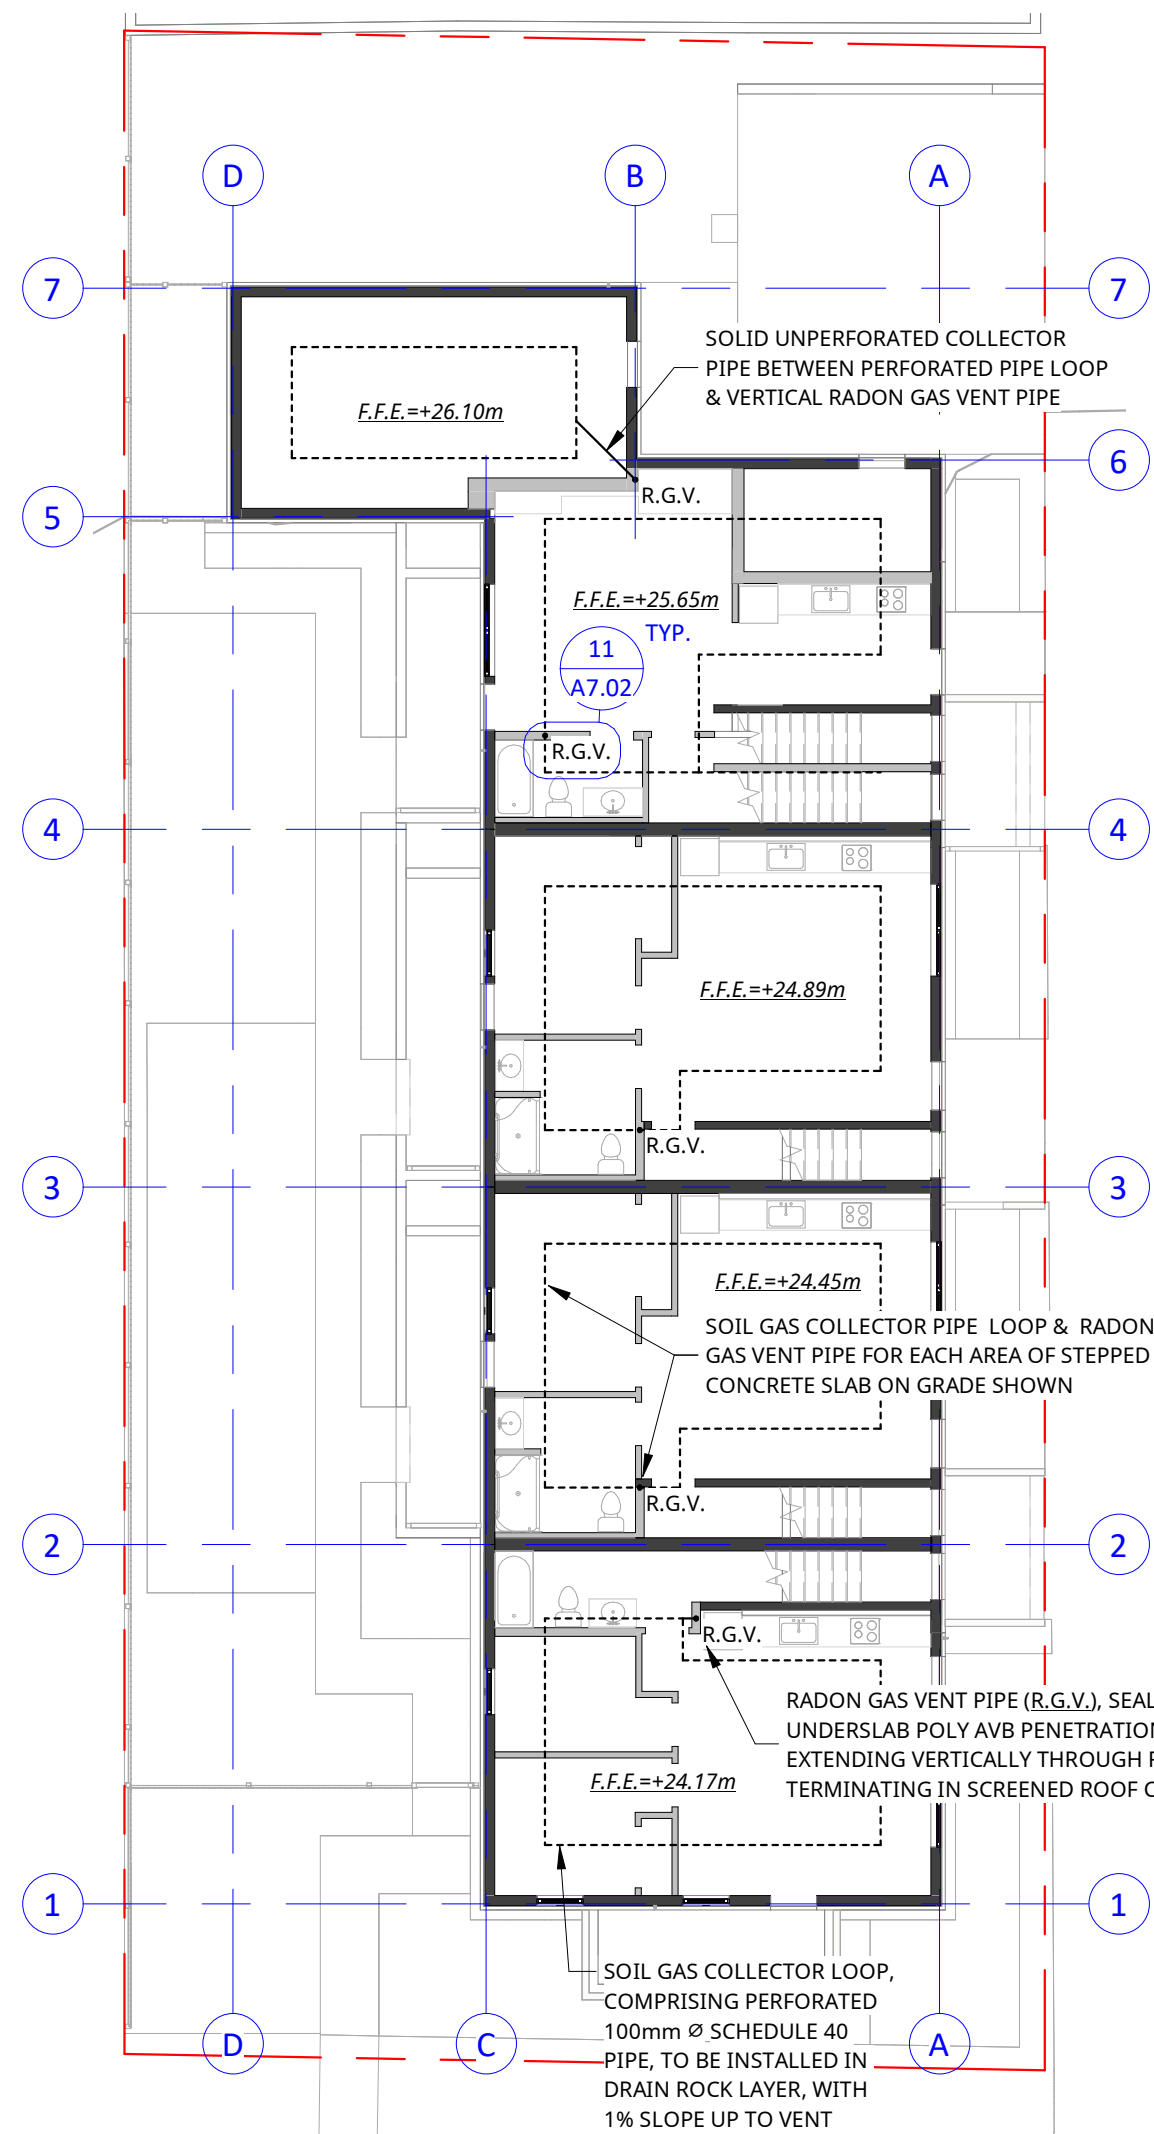 D
B
A
7
7
SOLID UNPERFORATED COLLECTOR
PIPE BETWEEN PERFORATED PIPE LOOP
& VERTICAL RADON GAS VENT PIPE
F.F.E.=+26.10m
6
R.G.V.
5
F.F.E.=+25.65m
TYP.
11
A7.02
R.G.V.
4
4
F.F.E.=+24.89m
R.G.V.
3
3
F.F.E.=+24.45m
SOIL GAS COLLECTOR PIPE LOOP & RADON
GAS VENT PIPE FOR EACH AREA OF STEPPED
CONCRETE SLAB ON GRADE SHOWN
R.G.V.
2
2
R.G.V.
RADON GAS VENT PIPE (R.G.V.),
UNDERSLAB POLY AVB
EXTENDING VERTICALLY THROUGH
TERMINATING IN SCREENED ROOF
F.F.E.=+24.17m
1
1
SOIL GAS COLLECTOR LOOP,
COMPRISING PERFORATED
100mm Ø SCHEDULE 40
PIPE, TO BE INSTALLED IN
DRAIN ROCK LAYER, WITH
1% SLOPE UP TO VENT
D
C
A